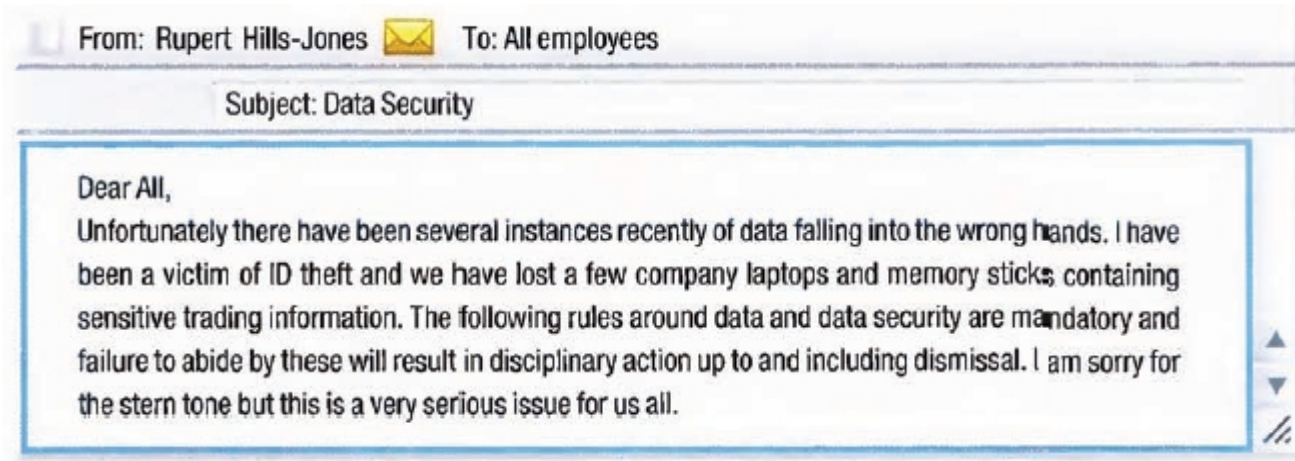 From: Rupert Hills-Jones To: All employees
Subject: Data Security
Dear All,
Unfortunately there have been several instances recently of data falling into the wrong hands. I have
been a victim of ID theft and we have lost a few company laptops and memory sticks containing
sensitive trading information. The following rules around data and data security are mandatory and
failure to abide by these will result in disciplinary action up to and including dismissal. I am sorry for
the stern tone but this is a very serious issue for us all.